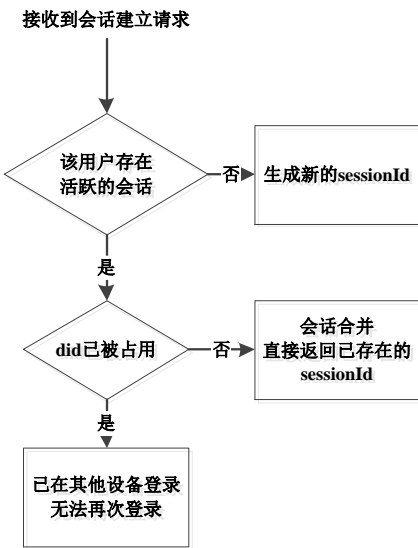 接收到会话建立请求
该用户存在
活跃的会话
否
生成新的sessionId
是
did已被占用
否
会话合并
直接返回已存在的
sessionId
是
已在其他设备登录
无法再次登录